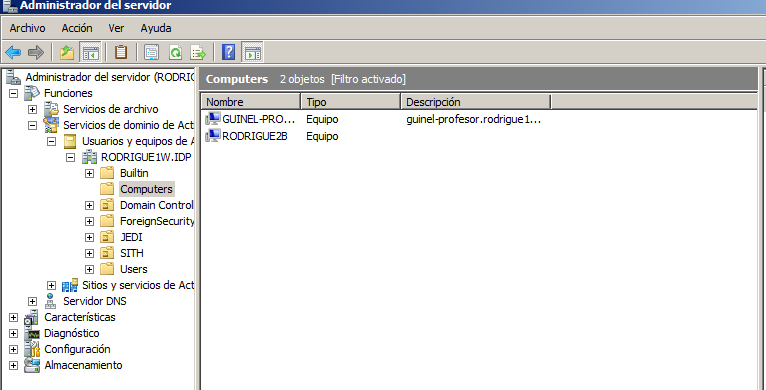 Administrador del servidor
Archivo Acción Ver Ayuda
Administrador del servidor (RODRIG
Funciones
Servicios de archivo
Servicios de dominio de Acti
Usuarios y equipos de A
RODRIGUE1W.IDP
Builtin
Computers
Domain Control
ForeignSecurity
JEDI
SITH
Users
Sitios y servicios de Act
Servidor DNS
Características
Diagnóstico
Configuración
Almacenamiento
Computers 2 objetos [Filtro activado]
Nombre Tipo Descripción
GUINEL-PRO... Equipo guinel-profesor.rodrigue1...
RODRIGUE2B Equipo